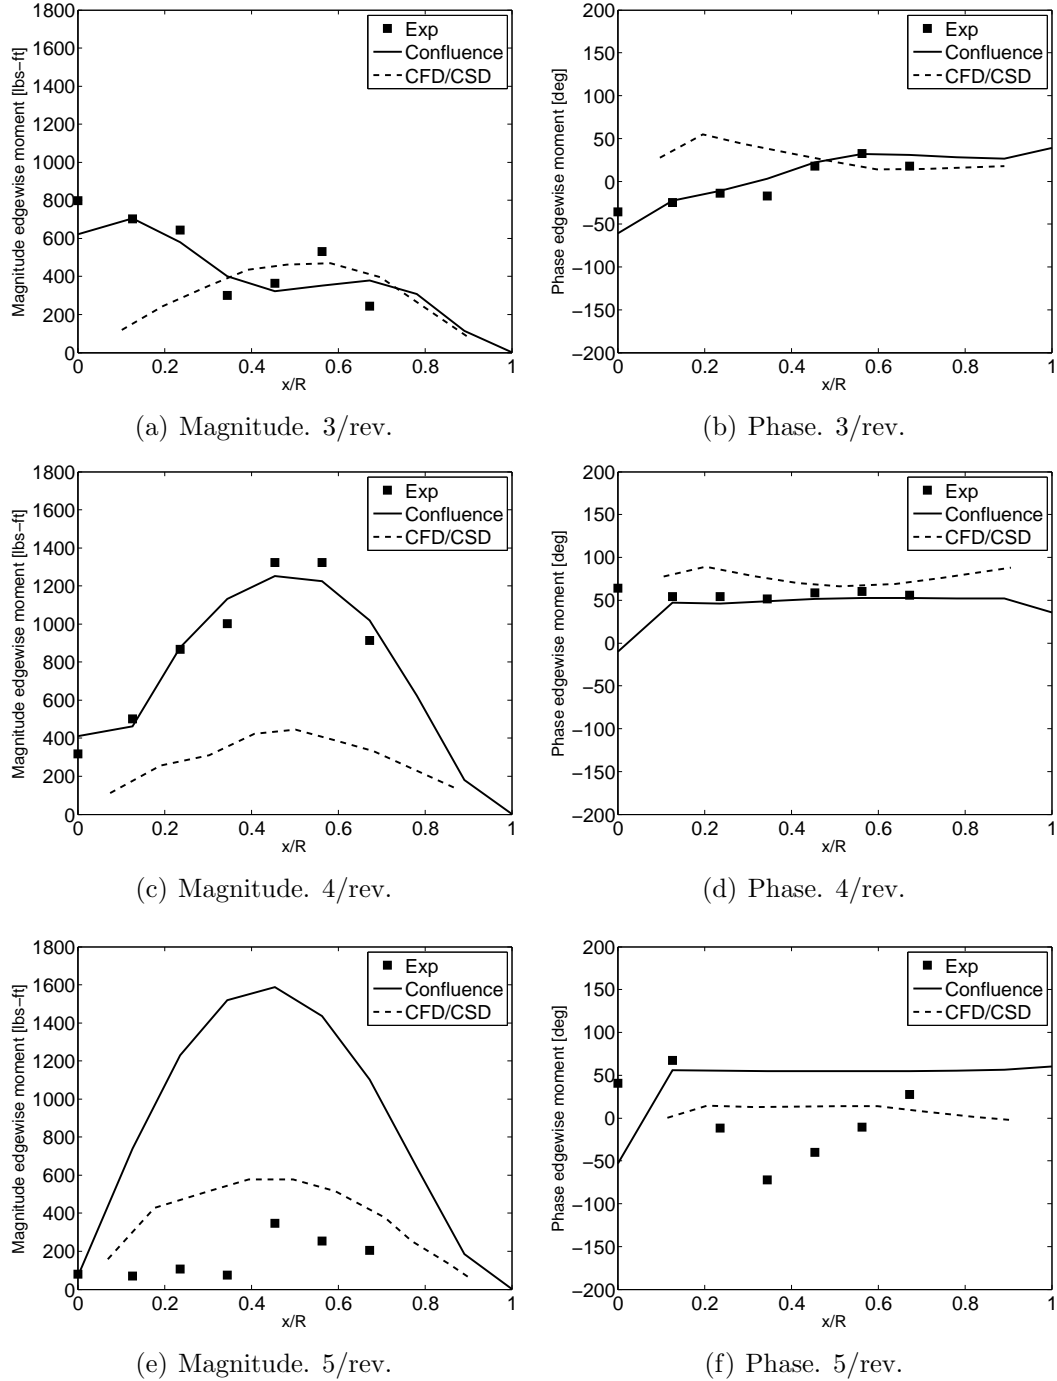 1800
1600
1400
1200
1000
800
600
400
200
0
Magnitude edgewise moment [lbs−ft]
0
0.2
0.4
0.6
0.8
1
x/R
Exp
Confluence
CFD/CSD
(a) Magnitude. 3/rev.
200
150
100
50
0
−50
−100
−150
−200
Phase edgewise moment [deg]
0
0.2
0.4
0.6
0.8
1
x/R
Exp
Confluence
CFD/CSD
(b) Phase. 3/rev.
1800
1600
1400
1200
1000
800
600
400
200
0
Magnitude edgewise moment [lbs−ft]
0
0.2
0.4
0.6
0.8
1
x/R
Exp
Confluence
CFD/CSD
(c) Magnitude. 4/rev.
200
150
100
50
0
−50
−100
−150
−200
Phase edgewise moment [deg]
0
0.2
0.4
0.6
0.8
1
x/R
Exp
Confluence
CFD/CSD
(d) Phase. 4/rev.
1800
1600
1400
1200
1000
800
600
400
200
0
Magnitude edgewise moment [lbs−ft]
0
0.2
0.4
0.6
0.8
1
x/R
Exp
Confluence
CFD/CSD
(e) Magnitude. 5/rev.
200
150
100
50
0
−50
−100
−150
−200
Phase edgewise moment [deg]
0
0.2
0.4
0.6
0.8
1
x/R
Exp
Confluence
CFD/CSD
(f) Phase. 5/rev.